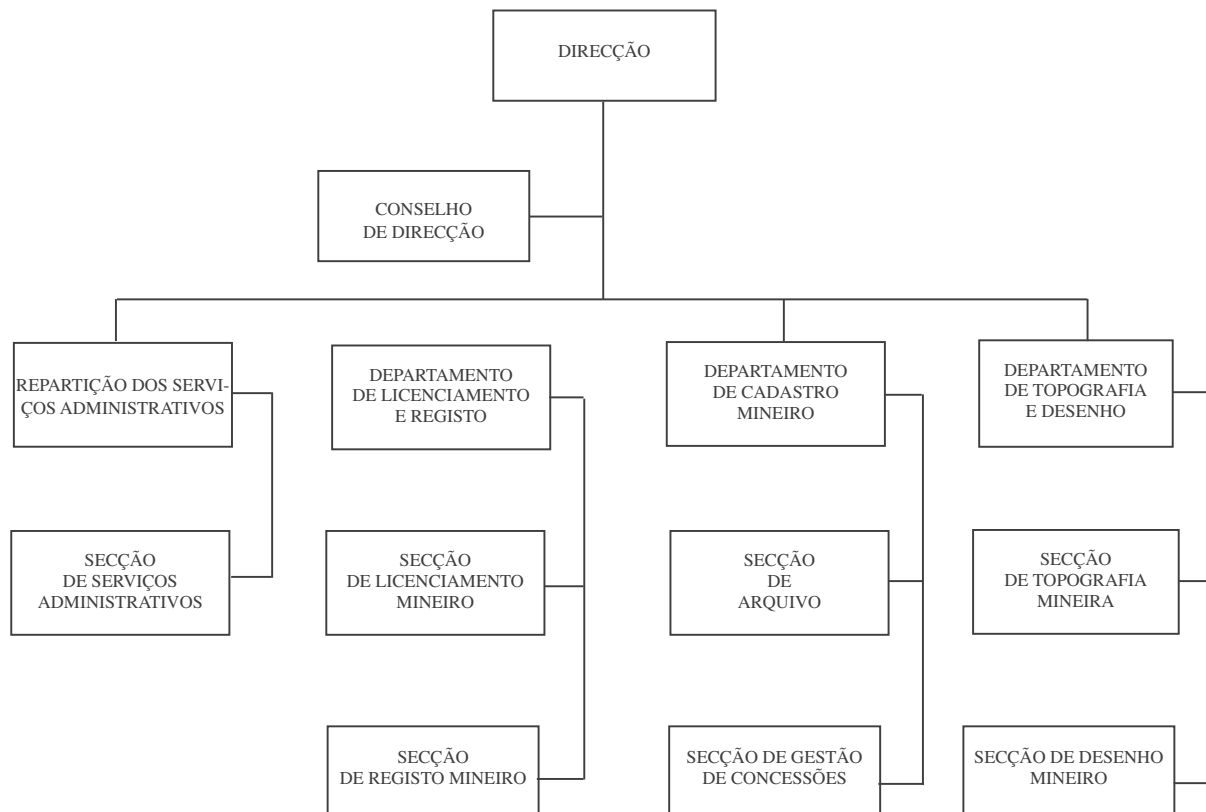 DIRECÇÃO
CONSELHO
DE DIRECÇÃO
REPARTIÇÃO DOS SERVI-
ÇOS ADMINISTRATIVOS
DEPARTAMENTO
DE LICENCIAMENTO
E REGISTO
DEPARTAMENTO
DE CADASTRO
MINEIRO
DEPARTAMENTO
DE TOPOGRAFIA
E DESENHO
SECÇÃO
DE SERVIÇOS
ADMINISTRATIVOS
SECÇÃO
DE LICENCIAMENTO
MINEIRO
SECÇÃO
DE
ARQUIVO
SECÇÃO
DE TOPOGRAFIA
MINEIRA
SECÇÃO
DE REGISTO MINEIRO
SECÇÃO DE GESTÃO
DE CONCESSÕES
SECÇÃO DE DESENHO
MINEIRO